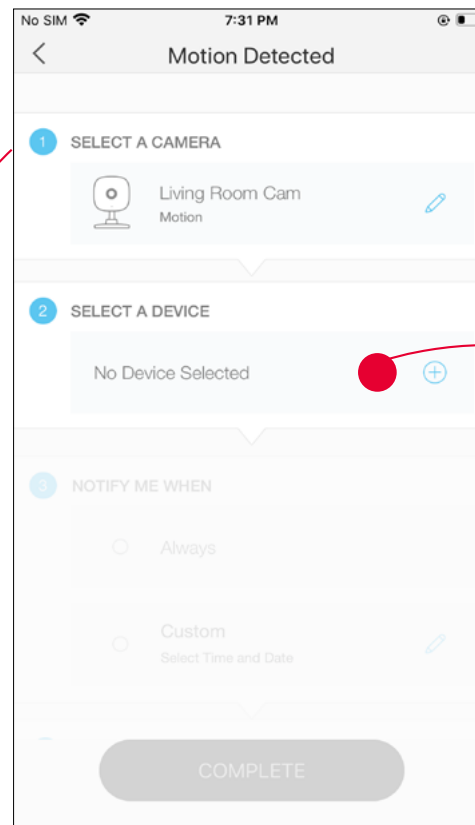 No SIM 7:31 PM
Motion Detected
1 SELECT A CAMERA
Living Room Cam
Motion
2 SELECT A DEVICE
No Device Selected
3 NOTIFY ME WHEN
Always
Custom
Select Time and Date
COMPLETE